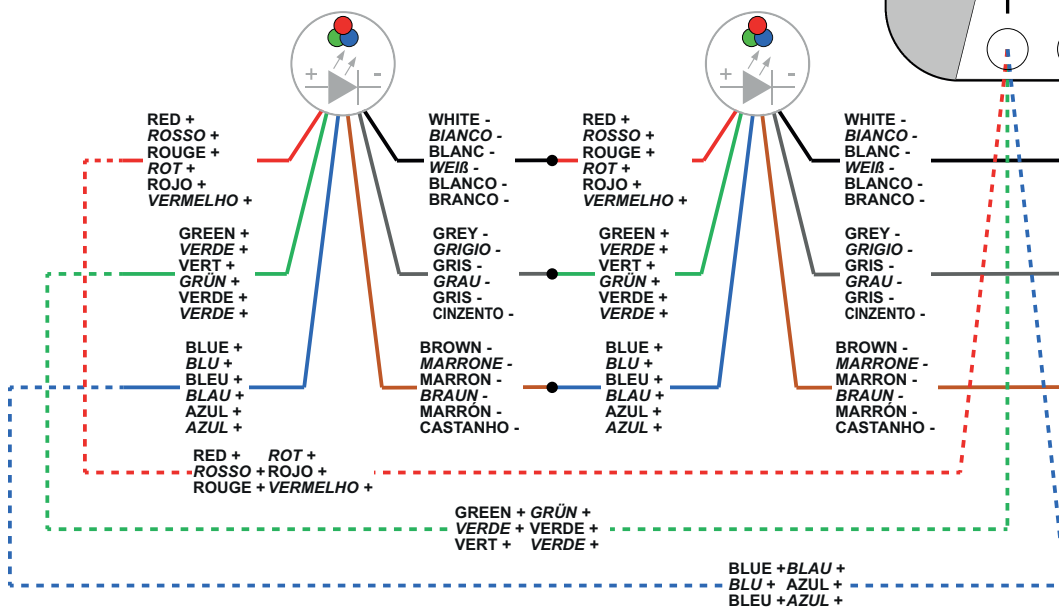 + -
+ -
RED +
ROSSO +
ROUGE +
ROT +
ROJO +
VERMELHO +
WHITE -
BIANCO -
BLANC -
WEIß -
BLANCO -
BRANCO -
RED +
ROSSO +
ROUGE +
ROT +
ROJO +
VERMELHO +
WHITE -
BIANCO -
BLANC -
WEIß -
BLANCO -
BRANCO -
GREEN +
VERDE +
VERT +
GRÜN +
VERDE +
VERDE +
GREY -
GRIGIO -
GRIS -
GRAU -
GRIS -
CINZENTO -
GREEN +
VERDE +
VERT +
GRÜN +
VERDE +
VERDE +
GREY -
GRIGIO -
GRIS -
GRAU -
GRIS -
CINZENTO -
BLUE +
BLU +
BLEU +
BLAU +
AZUL +
AZUL +
BROWN -
MARRONE -
MARRON -
BRAUN -
MARRÓN -
CASTANHO -
BLUE +
BLU +
BLEU +
BLAU +
AZUL +
AZUL +
BROWN -
MARRONE -
MARRON -
BRAUN -
MARRÓN -
CASTANHO -
RED + ROT +
ROSSO + ROJO +
ROUGE + VERMELHO +
GREEN + GRÜN +
VERDE + VERDE +
VERT + VERDE +
BLUE + BLAU +
BLU + AZUL +
BLEU + AZUL +